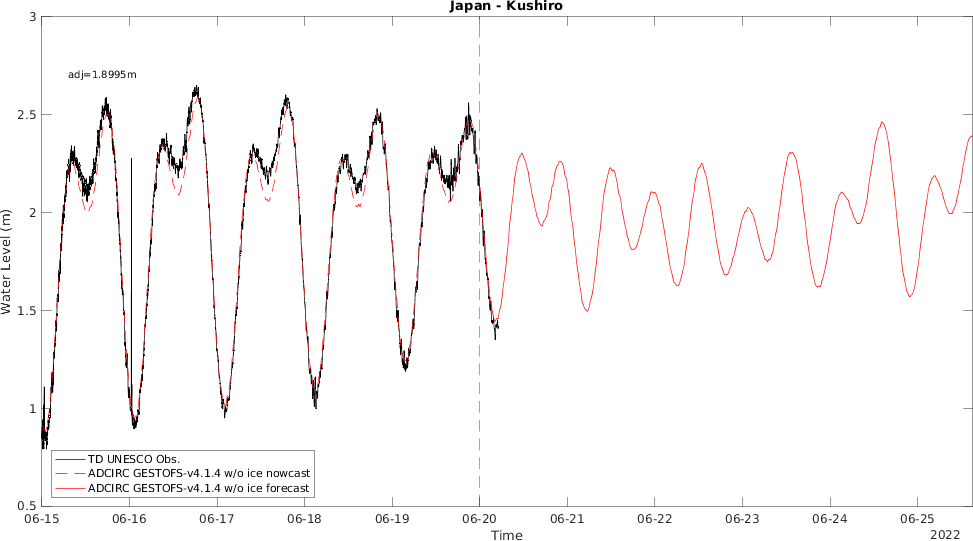 Japan - Kushiro
adj=1.8995m
3
2.5
2
1.5
1
0.5
Water Level (m)
TD UNESCO Obs.
ADCIRC GESTOFS-v4.1.4 w/o ice nowcast
ADCIRC GESTOFS-v4.1.4 w/o ice forecast
06-15 06-16 06-17 06-18 06-19 06-20 06-21 06-22 06-23 06-24 06-25
Time
2022